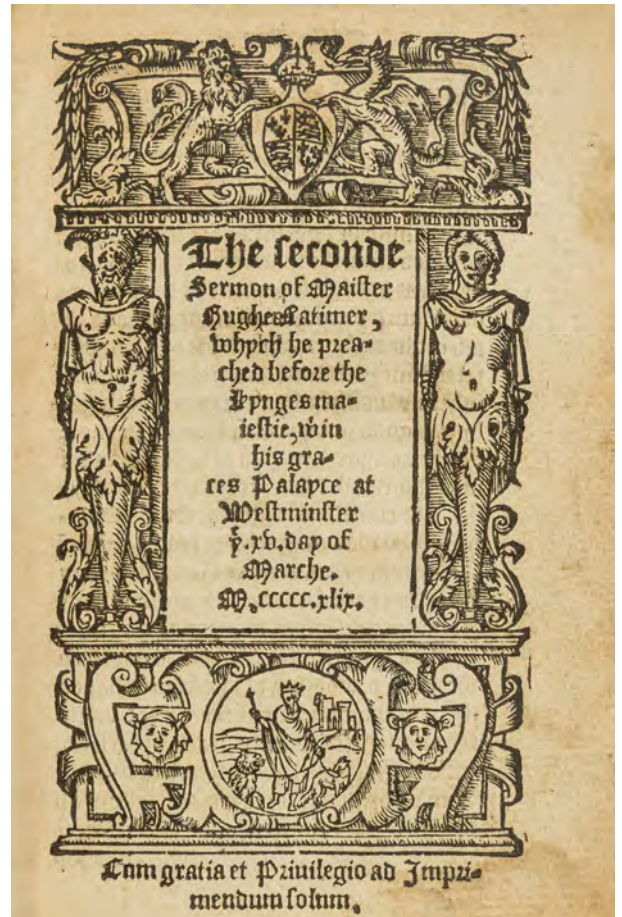 The seconde
Sermon of Maister
Hughe Latimer,
whych he prea-
ched before the
Kynges ma-
iestie, w in
his gra-
ces Palayce at
Westminster
yͤ .xv. day of
Marche.
M.ccccc.xlix.
Cum gratia et Priuilegio ad Impri-
mendum solum.